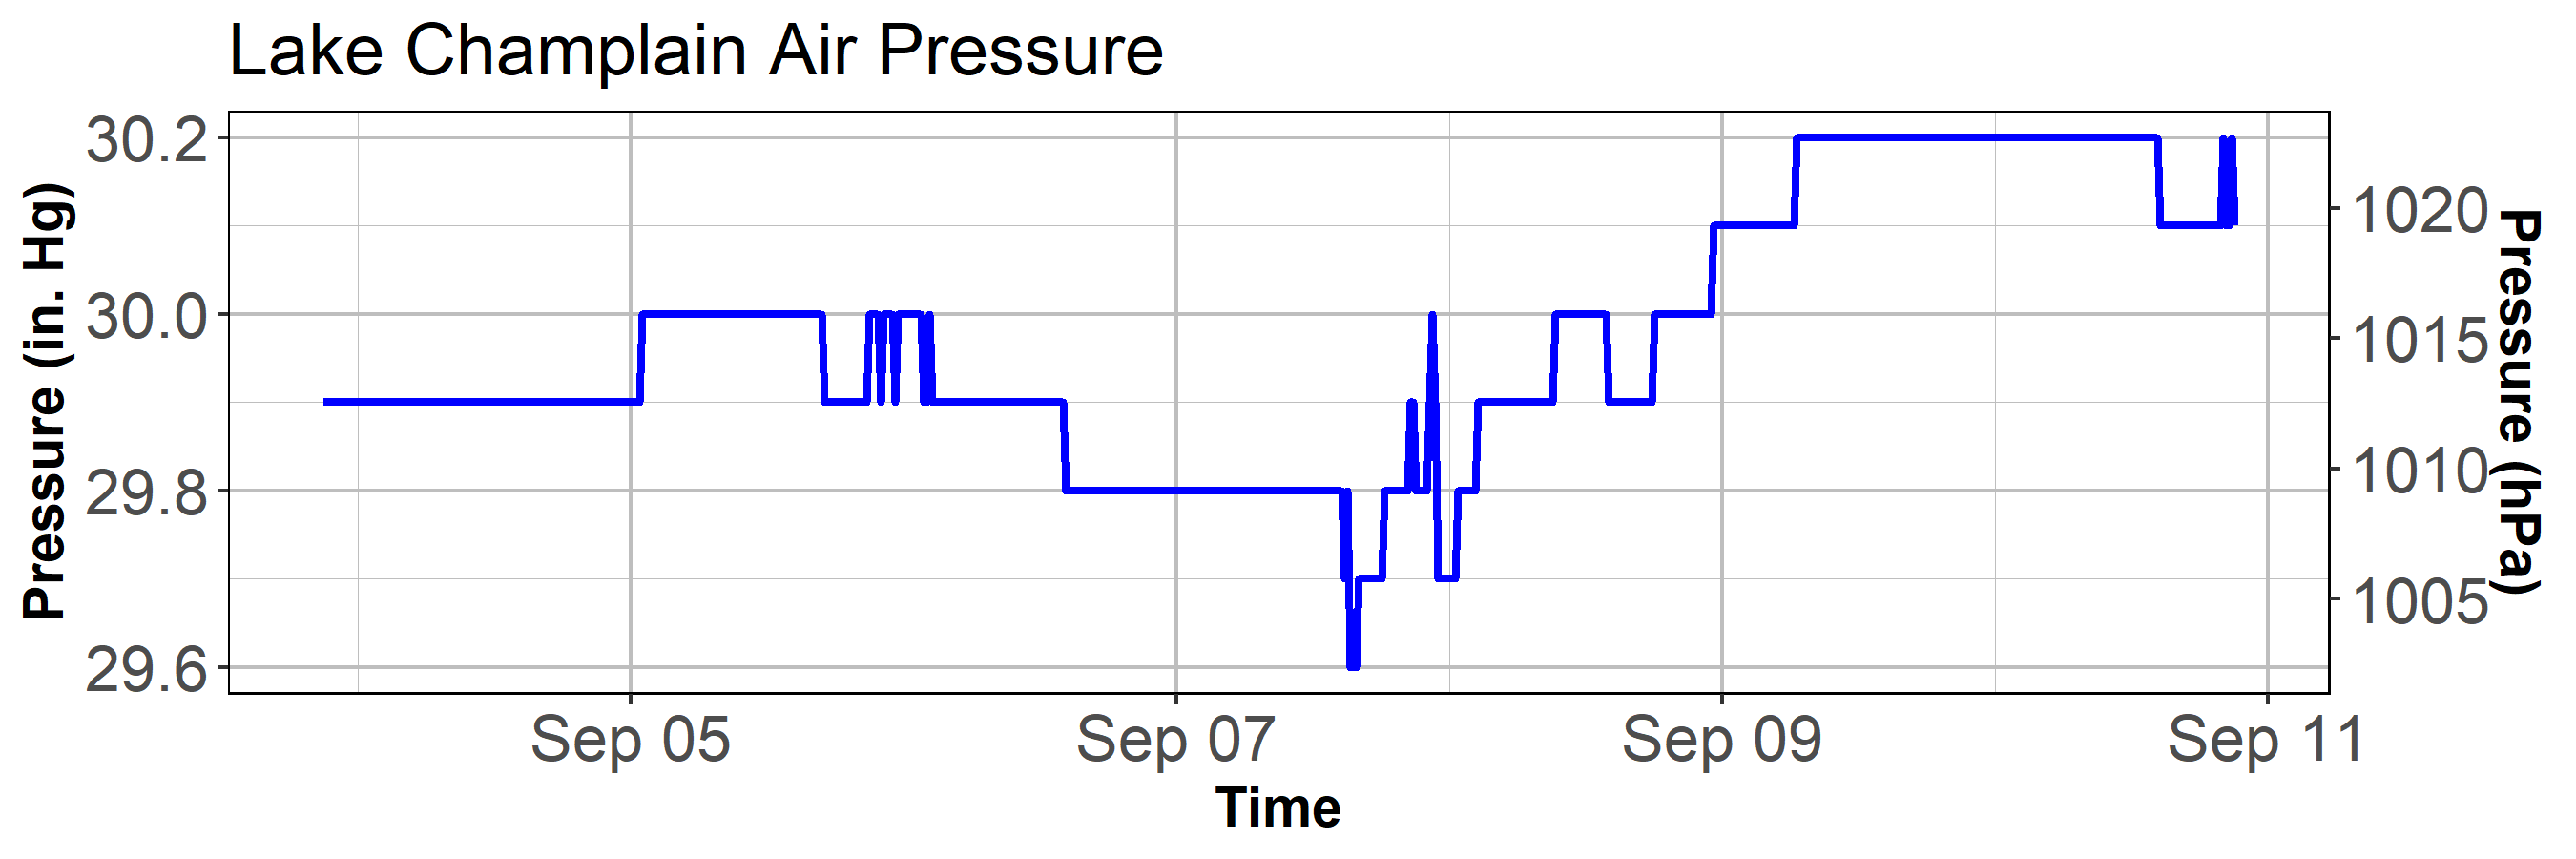 Lake Champlain Air Pressure
Pressure (in. Hg)
30.2
30.0
29.8
29.6
1020
1015
1010
1005
Pressure (hPa)
Sep 05
Sep 07
Sep 09
Sep 11
Time